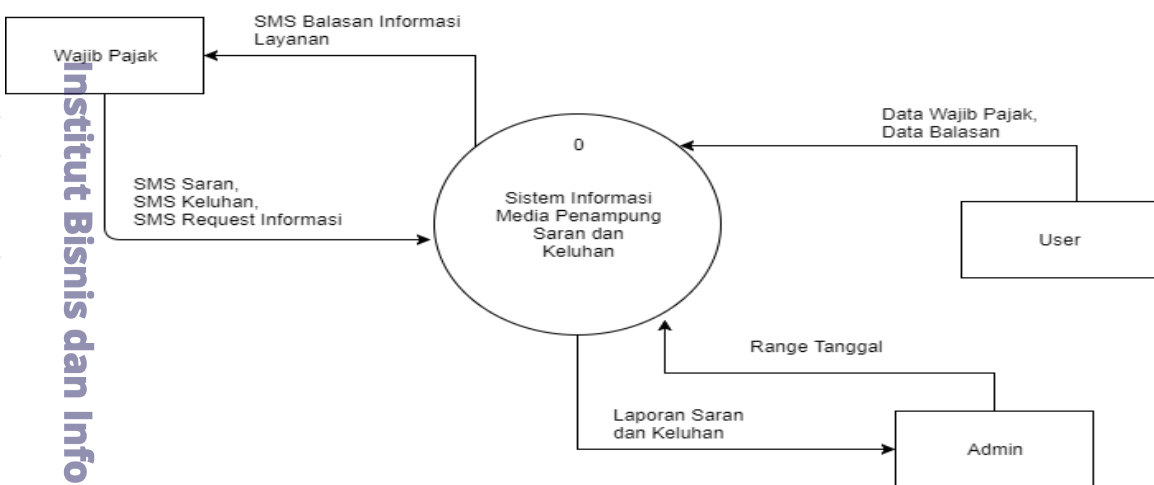 SMS Balasan Informasi
Layanan
Wajib Pajak
Data Wajib Pajak,
Data Balasan
0
SMS Saran,
SMS Keluhan,
SMS Request Informasi
Sistem Informasi
Media Penampung
Saran dan
Keluhan
User
Range Tanggal
Laporan Saran
dan Keluhan
Admin
Institut Bisnis dan Info